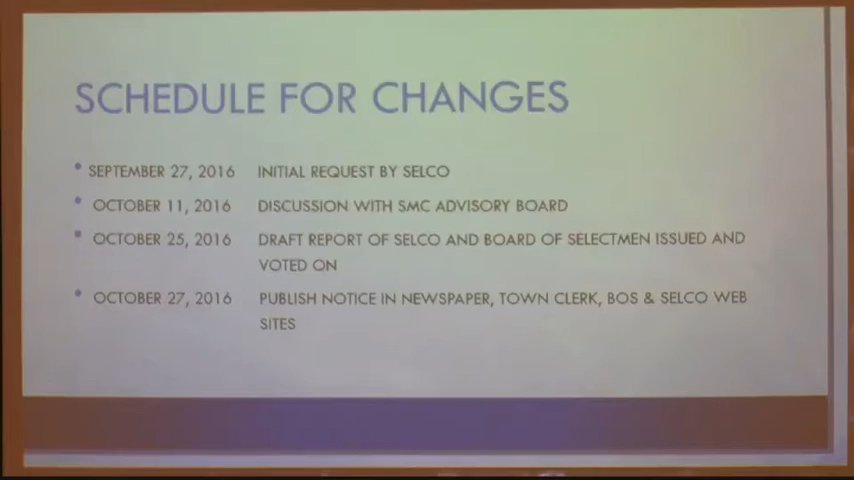 SCHEDULE FOR CHANGES
• SEPTEMBER 27, 2016 INITIAL REQUEST BY SELCO
• OCTOBER 11, 2016 DISCUSSION WITH SMC ADVISORY BOARD
• OCTOBER 25, 2016 DRAFT REPORT OF SELCO AND BOARD OF SELECTMEN ISSUED AND
VOTED ON
• OCTOBER 27, 2016 PUBLISH NOTICE IN NEWSPAPER, TOWN CLERK, BOS & SELCO WEB
SITES